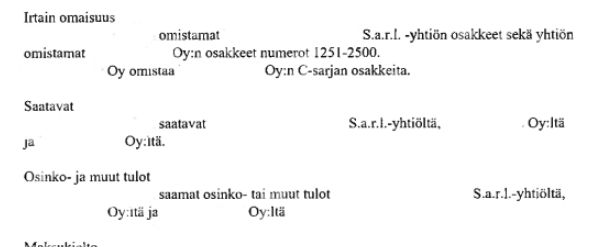 Irtain omaisuus
omistamat S.a.r.l. -yhtiön osakkeet sekä yhtiön
omistamat Oy:n osakkeet numerot 1251-2500.
Oy omistaa Oy:n C-sarjan osakkeita.
Saatavat
saatavat S.a.r.l.-yhtiöltä, Oy:ltä
ja Oy:ltä.
Osinko- ja muut tulot
saamat osinko- tai muut tulot S.a.r.l.-yhtiöltä,
Oy:ltä ja Oy:ltä